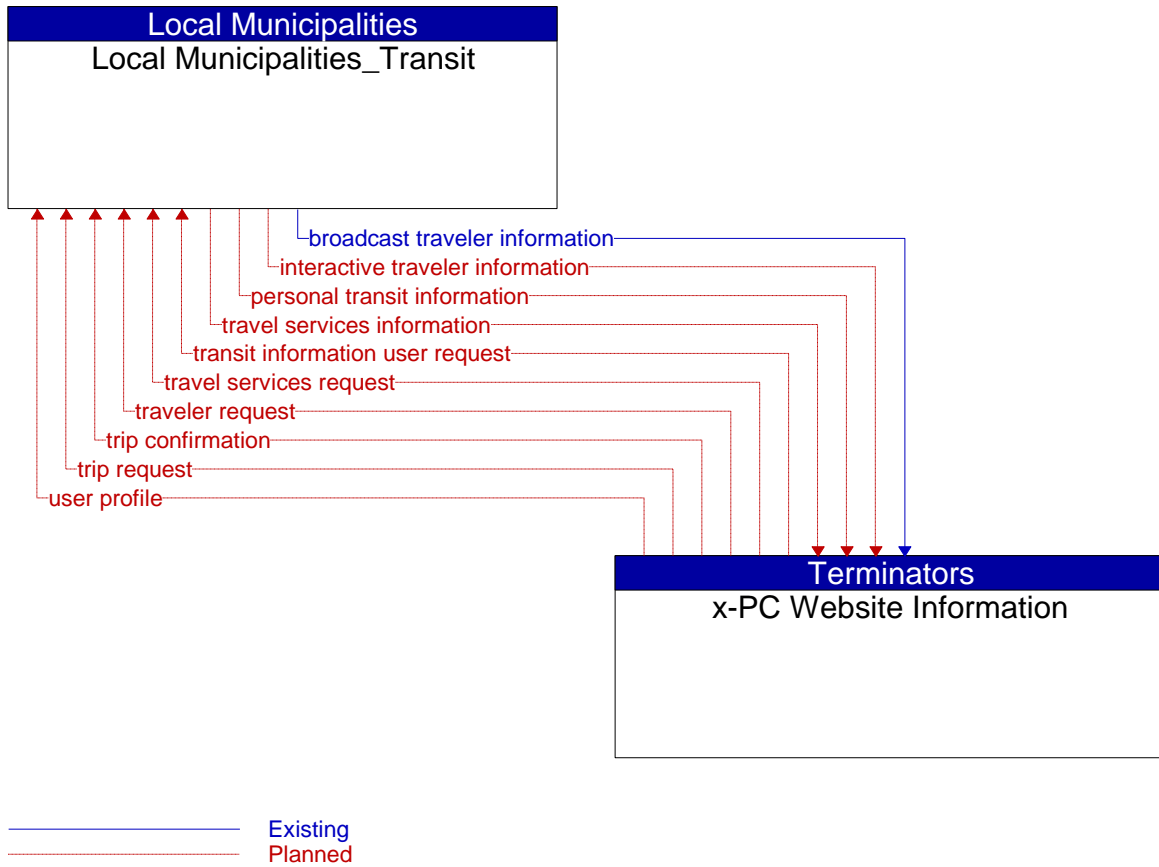 Local Municipalities
Local Municipalities_Transit
broadcast traveler information
interactive traveler information
personal transit information
travel services information
transit information user request
travel services request
traveler request
trip confirmation
trip request
user profile
Terminators
x-PC Website Information
Existing
Planned